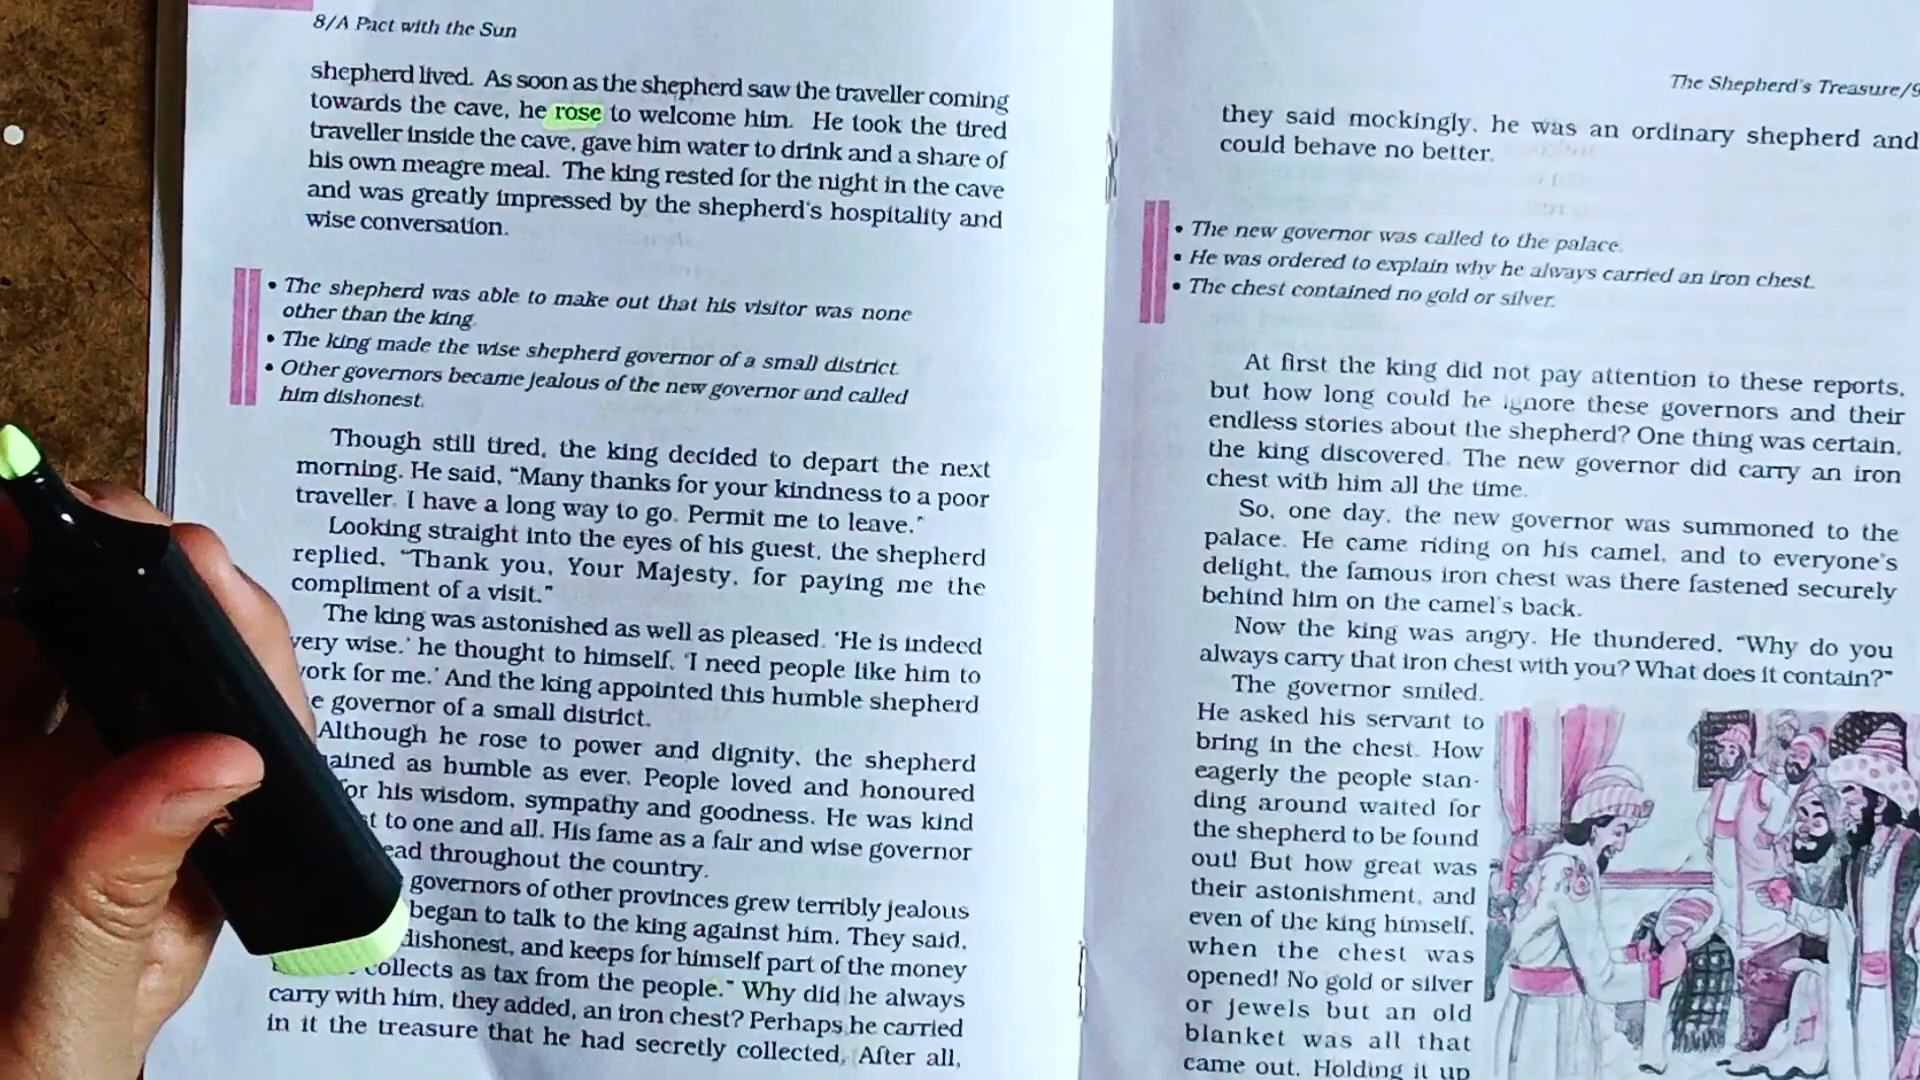 8/A Pact with the Sun
shepherd lived. As soon as the shepherd saw the traveller coming
towards the cave, he rose to welcome him. He took the tired
traveller inside the cave, gave him water to drink and a share of
his own meagre meal. The king rested for the night in the cave
and was greatly impressed by the shepherd's hospitality and
wise conversation.
• The shepherd was able to make out that his visitor was none
other than the king.
• The king made the wise shepherd governor of a small district.
• Other governors became jealous of the new governor and called
him dishonest.
Though still tired, the king decided to depart the next
morning. He said, "Many thanks for your kindness to a poor
traveller. I have a long way to go. Permit me to leave."
Looking straight into the eyes of his guest, the shepherd
replied, "Thank you, Your Majesty, for paying me the
compliment of a visit."
The king was astonished as well as pleased. 'He is indeed
very wise.' he thought to himself. 'I need people like him to
work for me.' And the king appointed this humble shepherd
governor of a small district.
Although he rose to power and dignity, the shepherd
ained as humble as ever. People loved and honoured
for his wisdom, sympathy and goodness. He was kind
to one and all. His fame as a fair and wise governor
ead throughout the country.
governors of other provinces grew terribly jealous
began to talk to the king against him. They said,
dishonest, and keeps for himself part of the money
collects as tax from the people." Why did he always
carry with him, they added, an iron chest? Perhaps he carried
in it the treasure that he had secretly collected. After all,
The Shepherd's Treasure/9
they said mockingly, he was an ordinary shepherd and
could behave no better.
• The new governor was called to the palace.
• He was ordered to explain why he always carried an iron chest.
• The chest contained no gold or silver.
At first the king did not pay attention to these reports,
but how long could he ignore these governors and their
endless stories about the shepherd? One thing was certain,
the king discovered. The new governor did carry an iron
chest with him all the time.
So, one day, the new governor was summoned to the
palace. He came riding on his camel, and to everyone's
delight, the famous iron chest was there fastened securely
behind him on the camel's back.
Now the king was angry. He thundered, "Why do you
always carry that iron chest with you? What does it contain?"
The governor smiled.
He asked his servant to
bring in the chest. How
eagerly the people stan-
ding around waited for
the shepherd to be found
out! But how great was
their astonishment, and
even of the king himself,
when the chest was
opened! No gold or silver
or jewels but an old
blanket was all that
came out. Holding it up